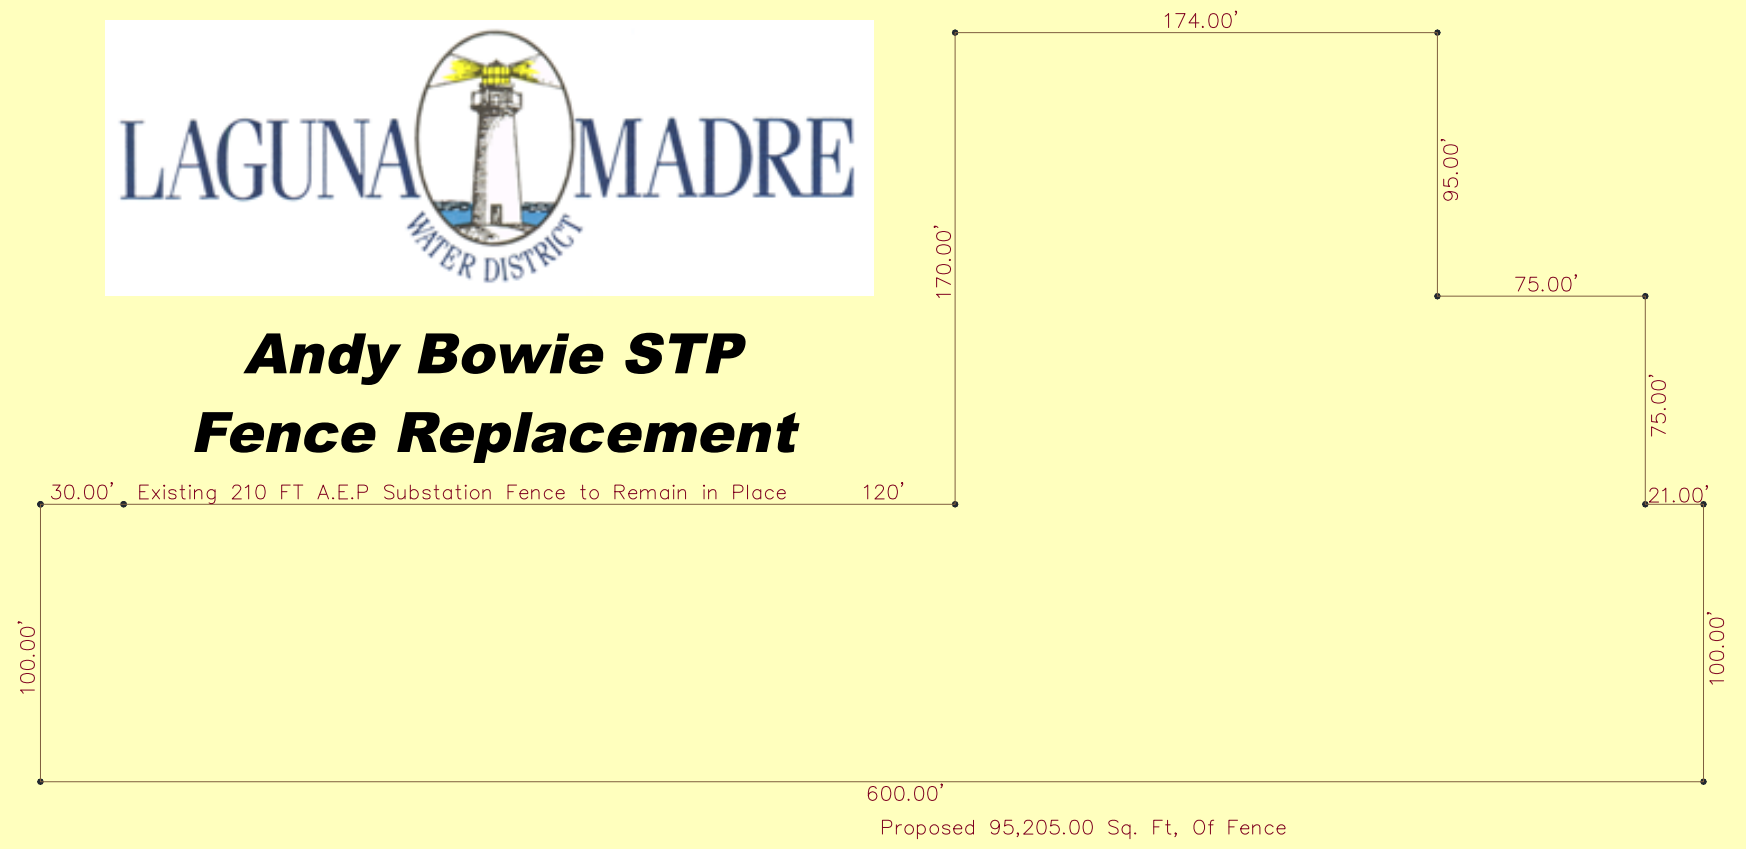 174.00'
LAGUNA MADRE
WATER DISTRICT
95.00'
170.00'
75.00'
Andy Bowie STP
Fence Replacement
75.00'
30.00' Existing 210 FT A.E.P Substation Fence to Remain in Place 120'
21.00'
100.00'
100.00'
600.00'
Proposed 95,205.00 Sq. Ft, Of Fence